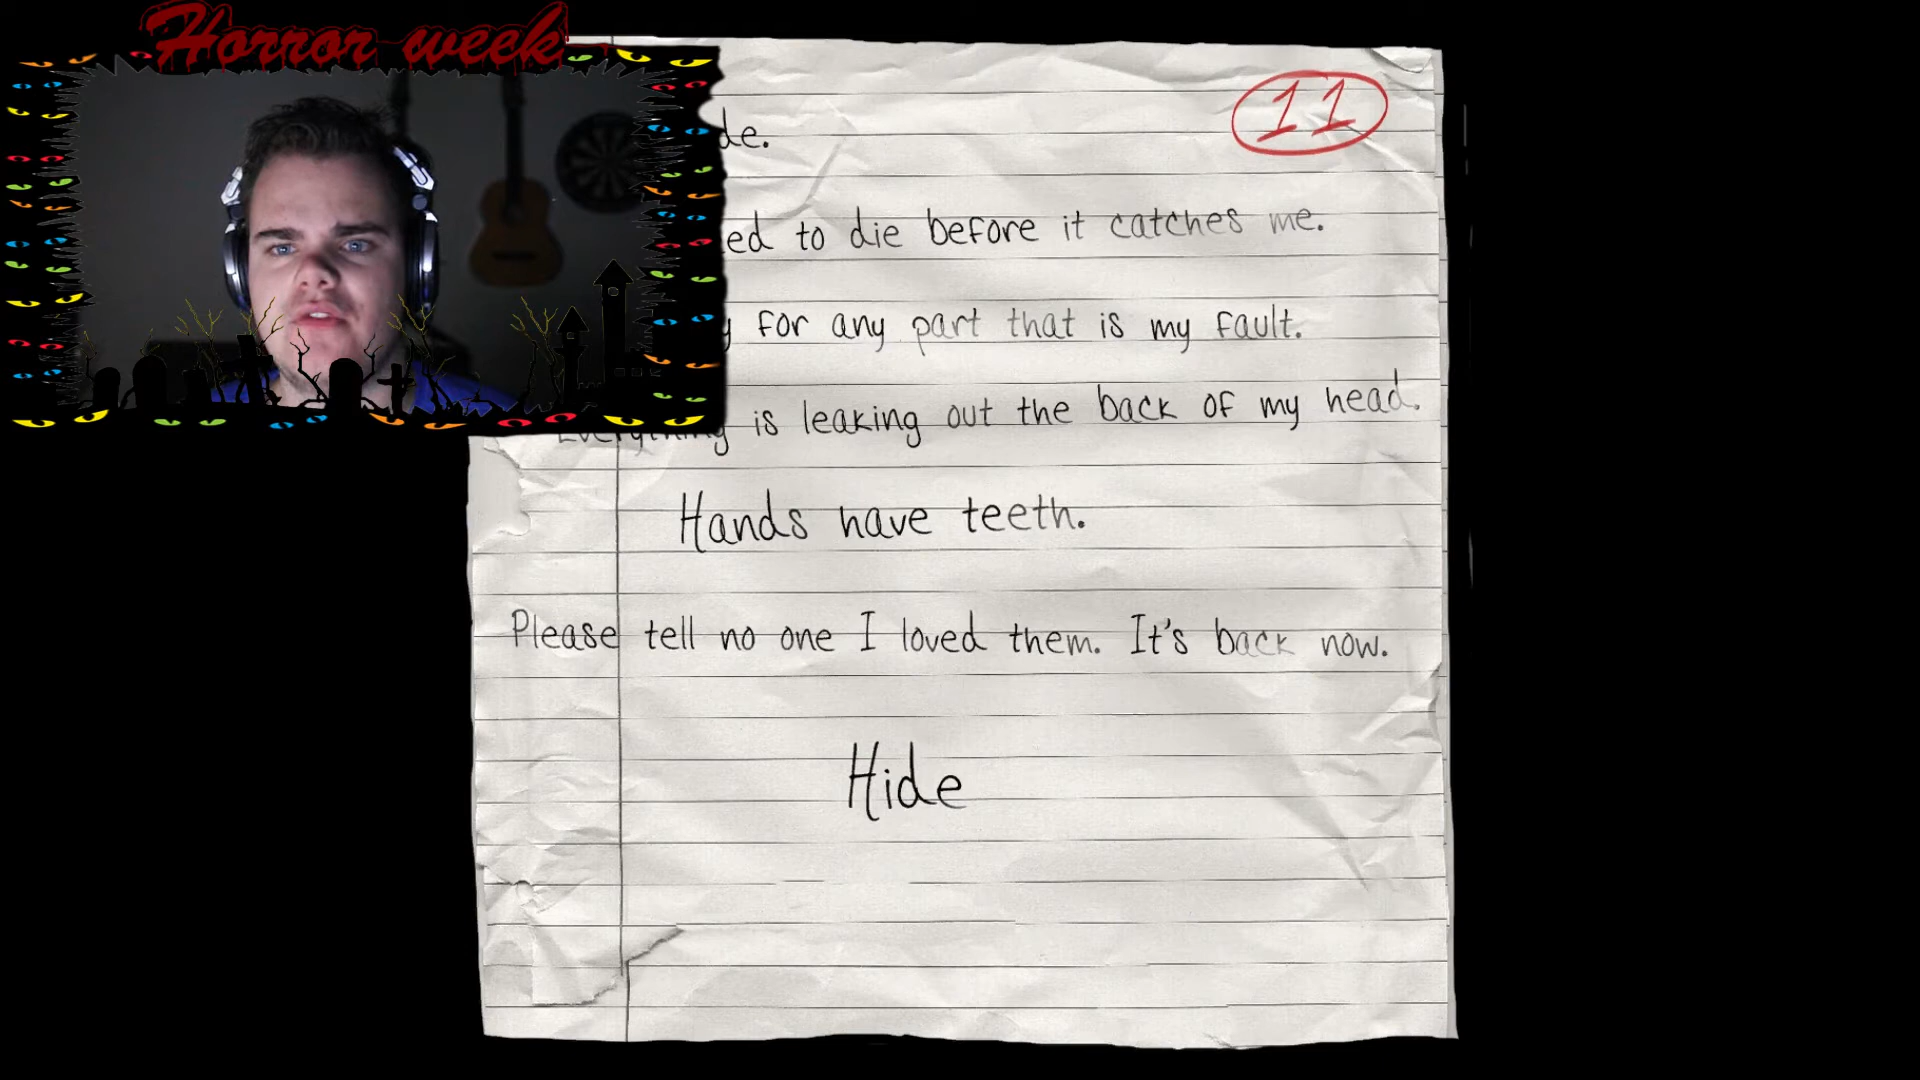 Horror week
11
de.
ed to die before it catches me.
y for any part that is my fault.
Everything is leaking out the back of my head.
Hands have teeth.
Please tell no one I loved them. It's back now.
Hide